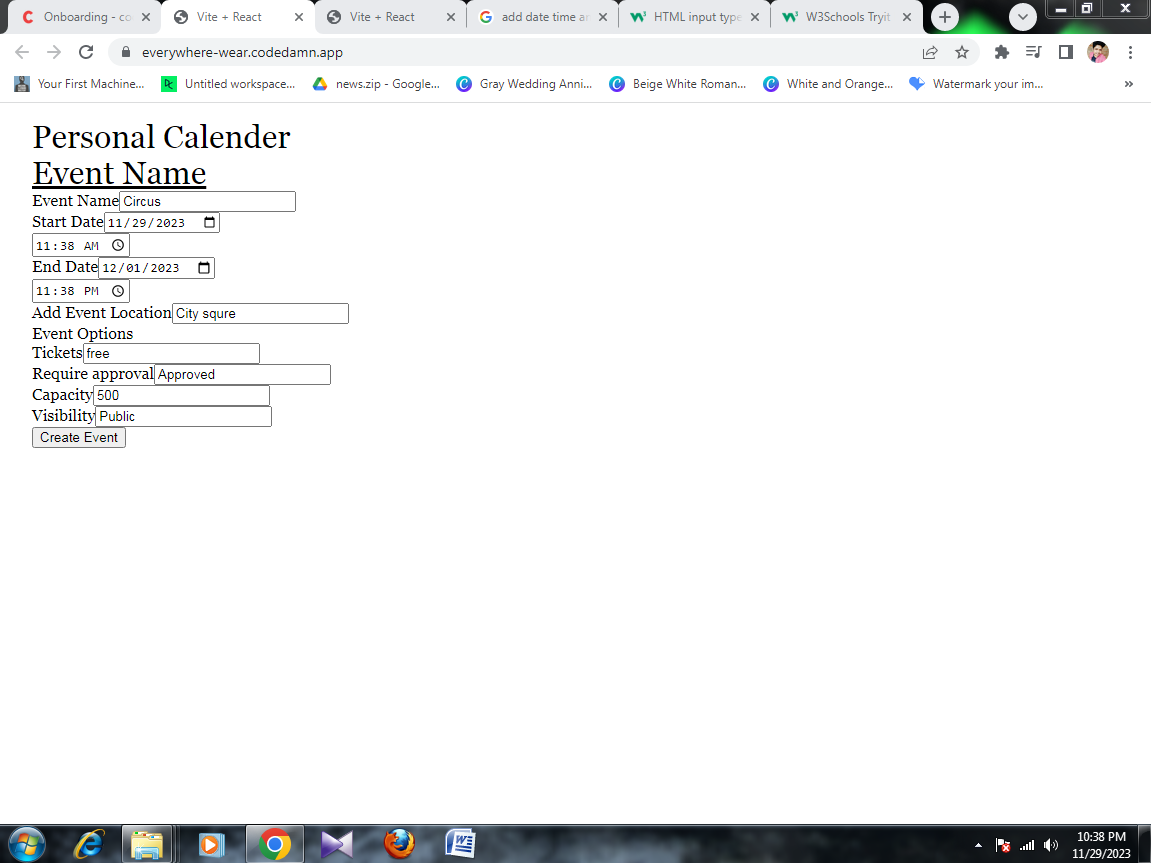 Onboarding - co
Vite + React
Vite + React
add date time ar
HTML input type
W3Schools Tryit
everywhere-wear.codedamn.app
Your First Machine...
Untitled workspace...
news.zip - Google...
Gray Wedding Anni...
Beige White Roman...
White and Orange...
Watermark your im...
»
Personal Calender
Event Name
Event Name Circus
Start Date 11/29/2023
11:38 AM
End Date 12/01/2023
11:38 PM
Add Event Location City squre
Event Options
Tickets free
Require approval Approved
Capacity 500
Visibility Public
Create Event
10:38 PM
11/29/2023